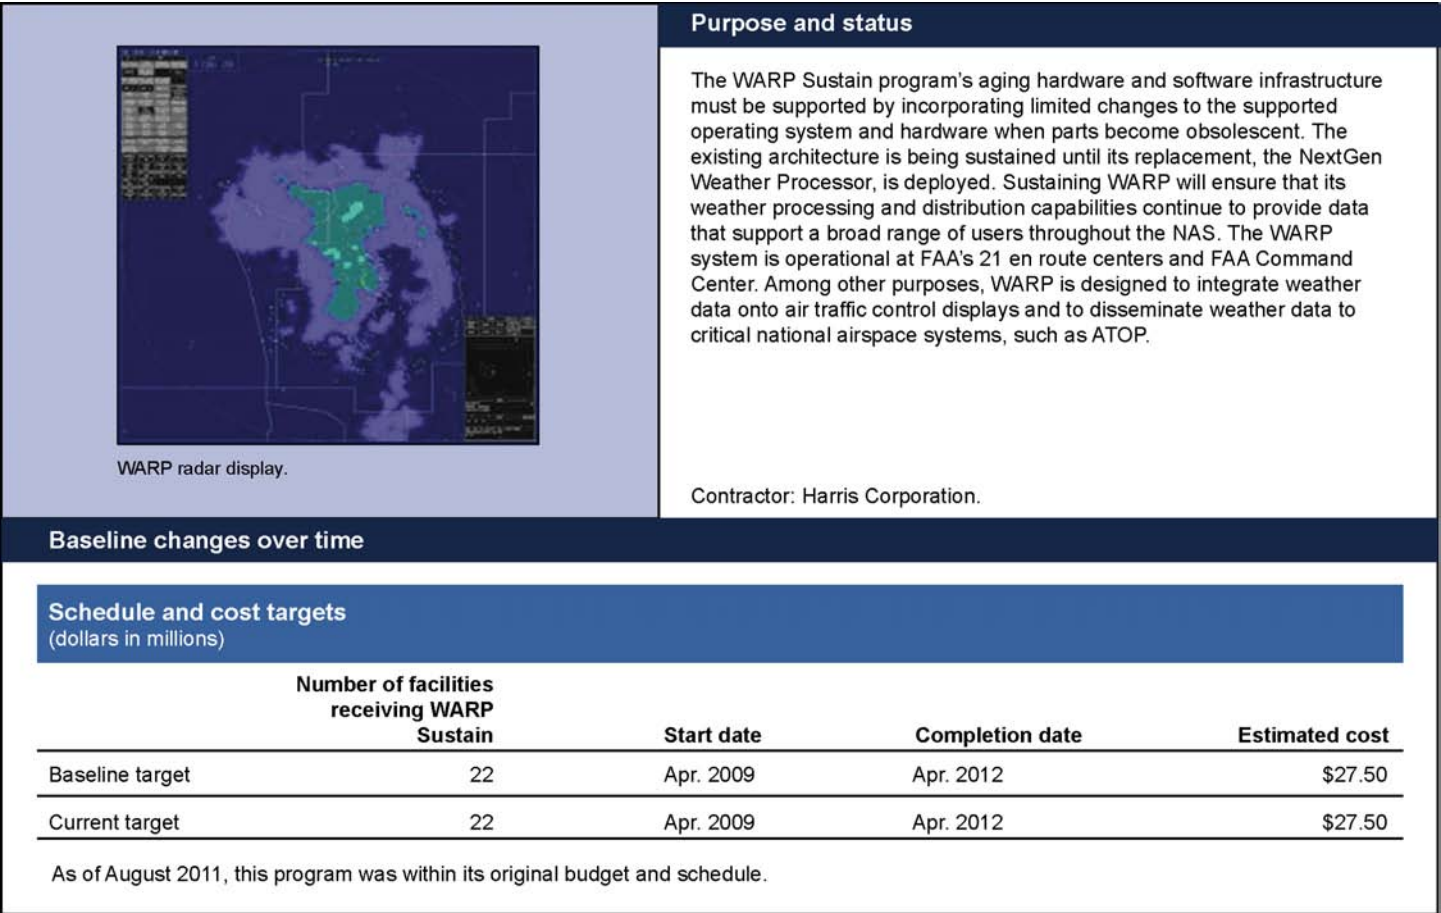 Purpose and status
The WARP Sustain program's aging hardware and software infrastructure
must be supported by incorporating limited changes to the supported
operating system and hardware when parts become obsolescent. The
existing architecture is being sustained until its replacement, the NextGen
Weather Processor, is deployed. Sustaining WARP will ensure that its
weather processing and distribution capabilities continue to provide data
that support a broad range of users throughout the NAS. The WARP
system is operational at FAA's 21 en route centers and FAA Command
Center. Among other purposes, WARP is designed to integrate weather
data onto air traffic control displays and to disseminate weather data to
critical national airspace systems, such as ATOP.
WARP radar display.
Contractor: Harris Corporation.
Baseline changes over time
Schedule and cost targets
(dollars in millions)
Number of facilities
receiving WARP
Sustain Start date Completion date Estimated cost
Baseline target 22 Apr. 2009 Apr. 2012 $27.50
Current target 22 Apr. 2009 Apr. 2012 $27.50
As of August 2011, this program was within its original budget and schedule.